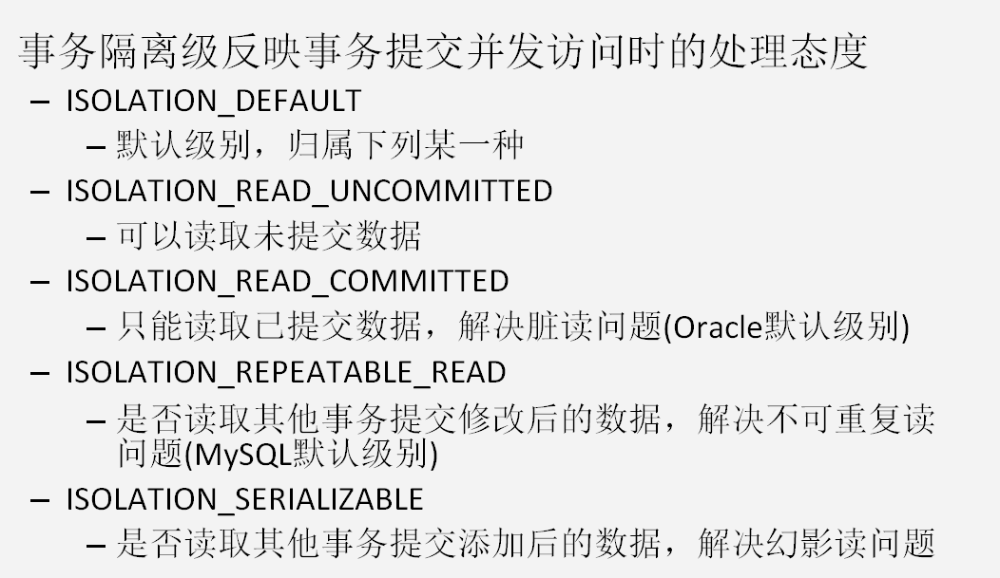 事务隔离级反映事务提交并发访问时的处理态度
– ISOLATION_DEFAULT
– 默认级别，归属下列某一种
– ISOLATION_READ_UNCOMMITTED
– 可以读取未提交数据
– ISOLATION_READ_COMMITTED
– 只能读取已提交数据，解决脏读问题(Oracle默认级别)
– ISOLATION_REPEATABLE_READ
– 是否读取其他事务提交修改后的数据，解决不可重复读
问题(MySQL默认级别)
– ISOLATION_SERIALIZABLE
– 是否读取其他事务提交添加后的数据，解决幻影读问题